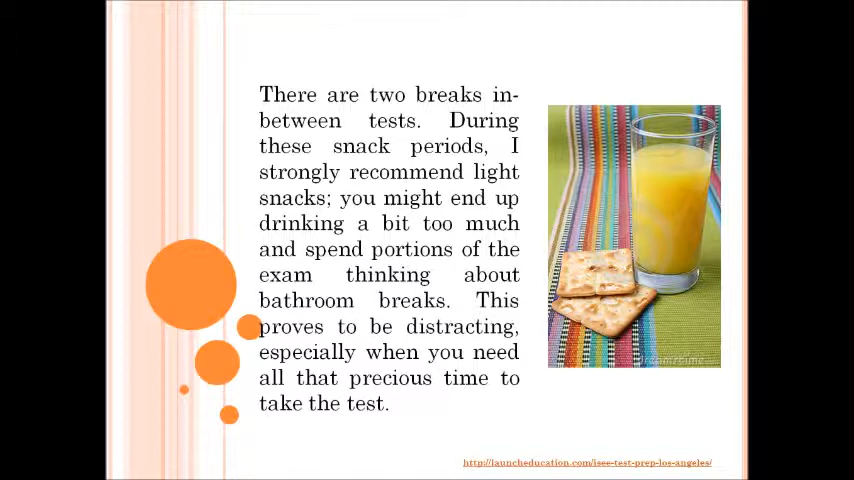 There are two breaks in-
between tests. During
these snack periods, I
strongly recommend light
snacks; you might end up
drinking a bit too much
and spend portions of the
exam thinking about
bathroom breaks. This
proves to be distracting,
especially when you need
all that precious time to
take the test.
dreamstime
http://launcheducation.com/isee-test-prep-los-angeles/